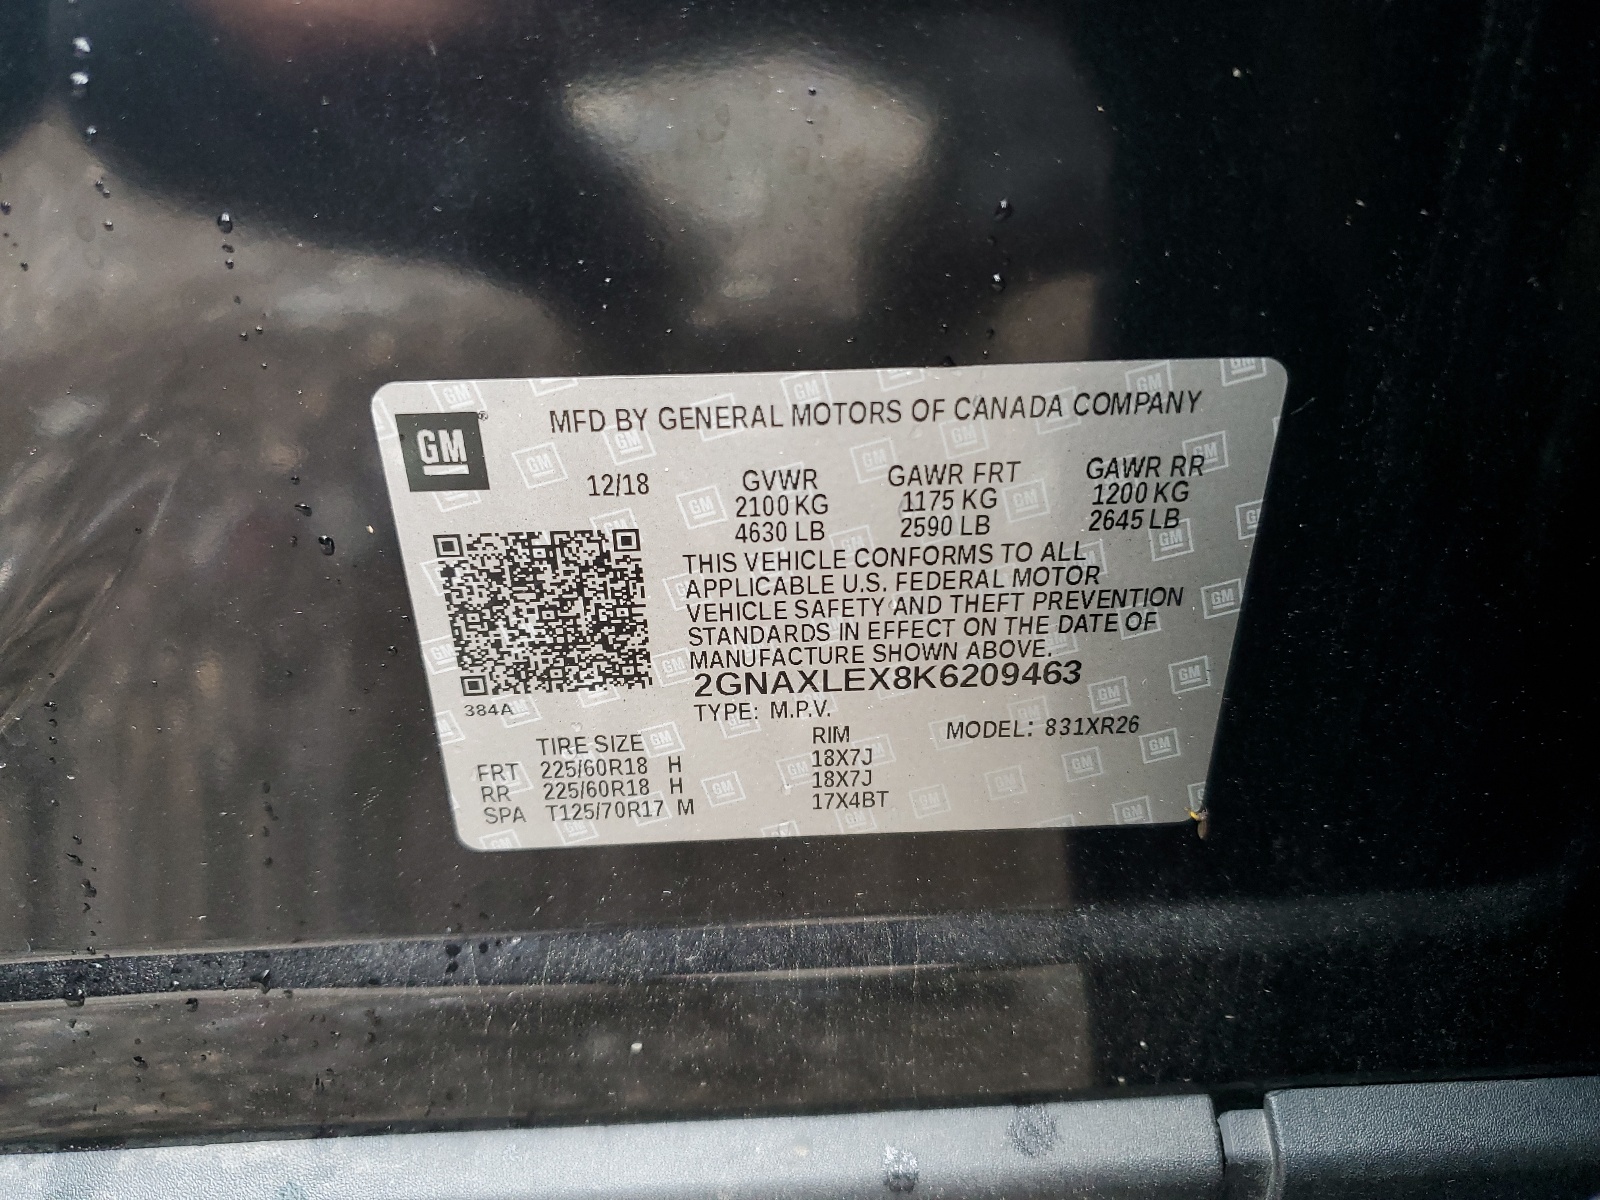 GM
MFD BY GENERAL MOTORS OF CANADA COMPANY
12/18 GVWR GAWR FRT GAWR RR
2100 KG 1175 KG 1200 KG
4630 LB 2590 LB 2645 LB
THIS VEHICLE CONFORMS TO ALL
APPLICABLE U.S. FEDERAL MOTOR
VEHICLE SAFETY AND THEFT PREVENTION
STANDARDS IN EFFECT ON THE DATE OF
MANUFACTURE SHOWN ABOVE.
2GNAXLEX8K6209463
384A
TYPE: M.P.V.
TIRE SIZE RIM MODEL: 831XR26
FRT 225/60R18 H 18X7J
RR 225/60R18 H 18X7J
SPA T125/70R17 M 17X4BT